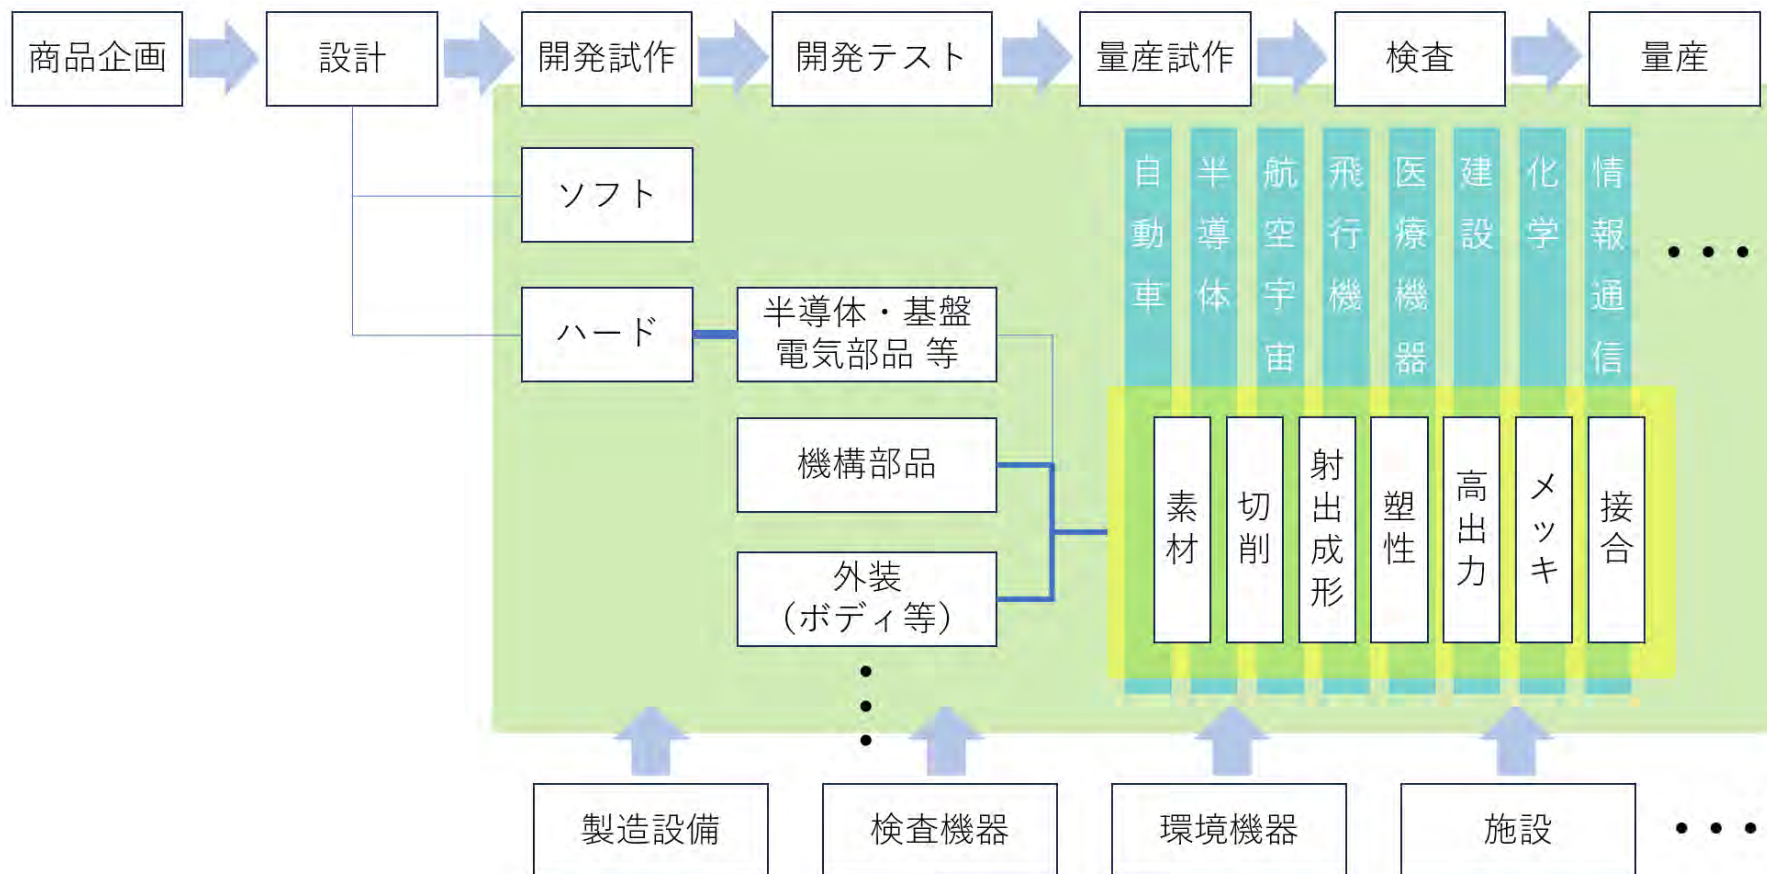 商品企画
設計
開発試作
開発テスト
量産試作
検査
量産
ソフト
ハード
半導体・基盤
電気部品 等
機構部品
外装
（ボディ等）
自動車
半導体
航空宇宙
飛行機
医療機器
建設
化学
情報通信
・・・
素材
切削
射出成形
塑性
高出力
メッキ
接合
製造設備
検査機器
環境機器
施設
・・・